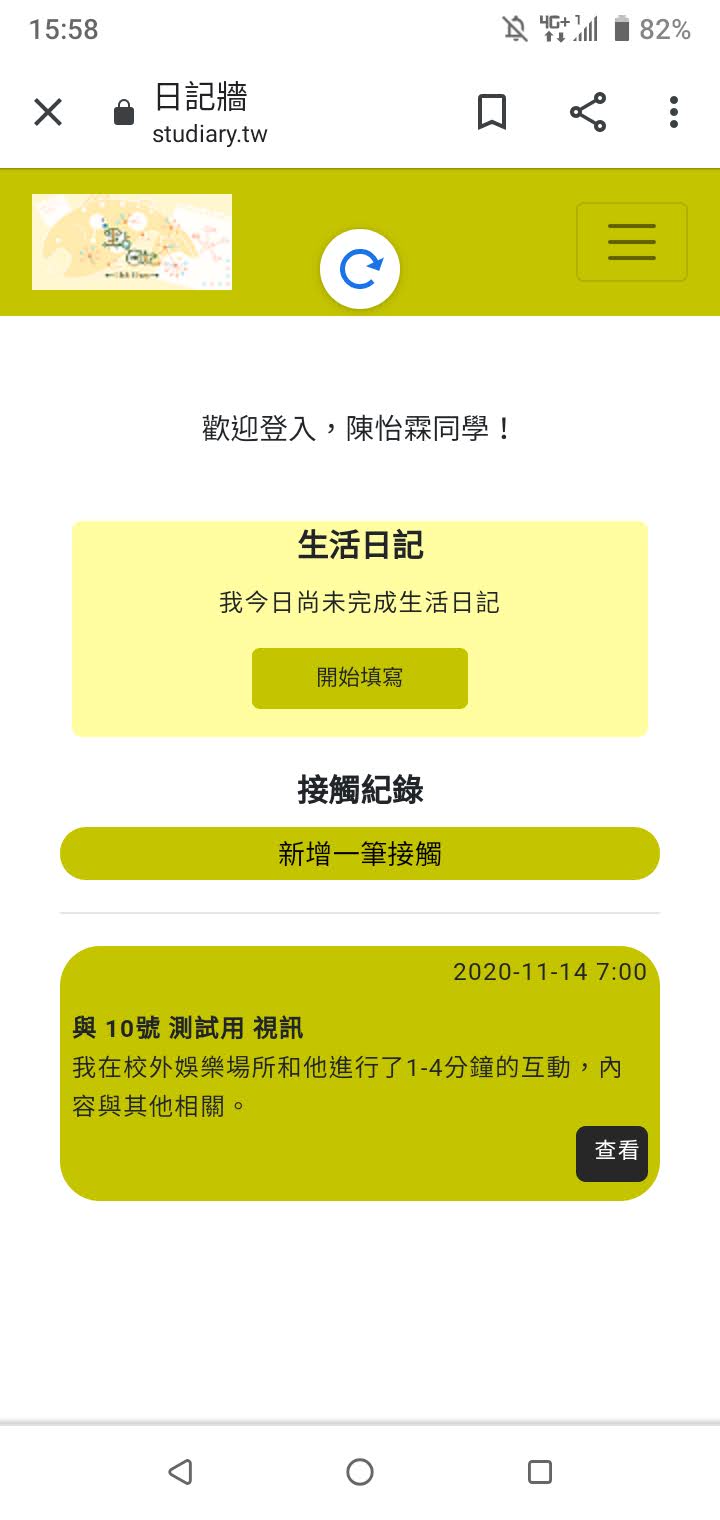 15:58
4G+ 1
82%
日記牆
studiary.tw
歡迎登入，陳怡霖同學！
生活日記
我今日尚未完成生活日記
開始填寫
接觸紀錄
新增一筆接觸
2020-11-14 7:00
與 10號 測試用 視訊
我在校外娛樂場所和他進行了1-4分鐘的互動，內
容與其他相關。
查看